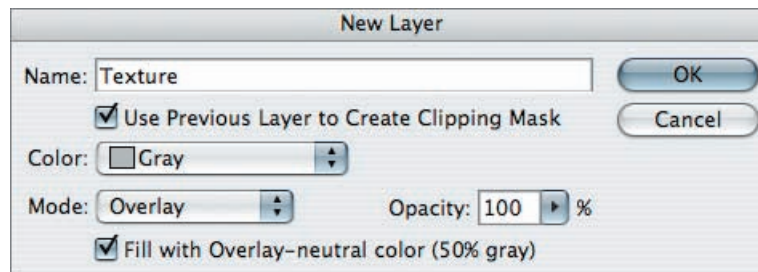 New Layer
Name: Texture
OK
Use Previous Layer to Create Clipping Mask
Cancel
Color: Gray
Mode: Overlay Opacity: 100 %
Fill with Overlay-neutral color (50% gray)